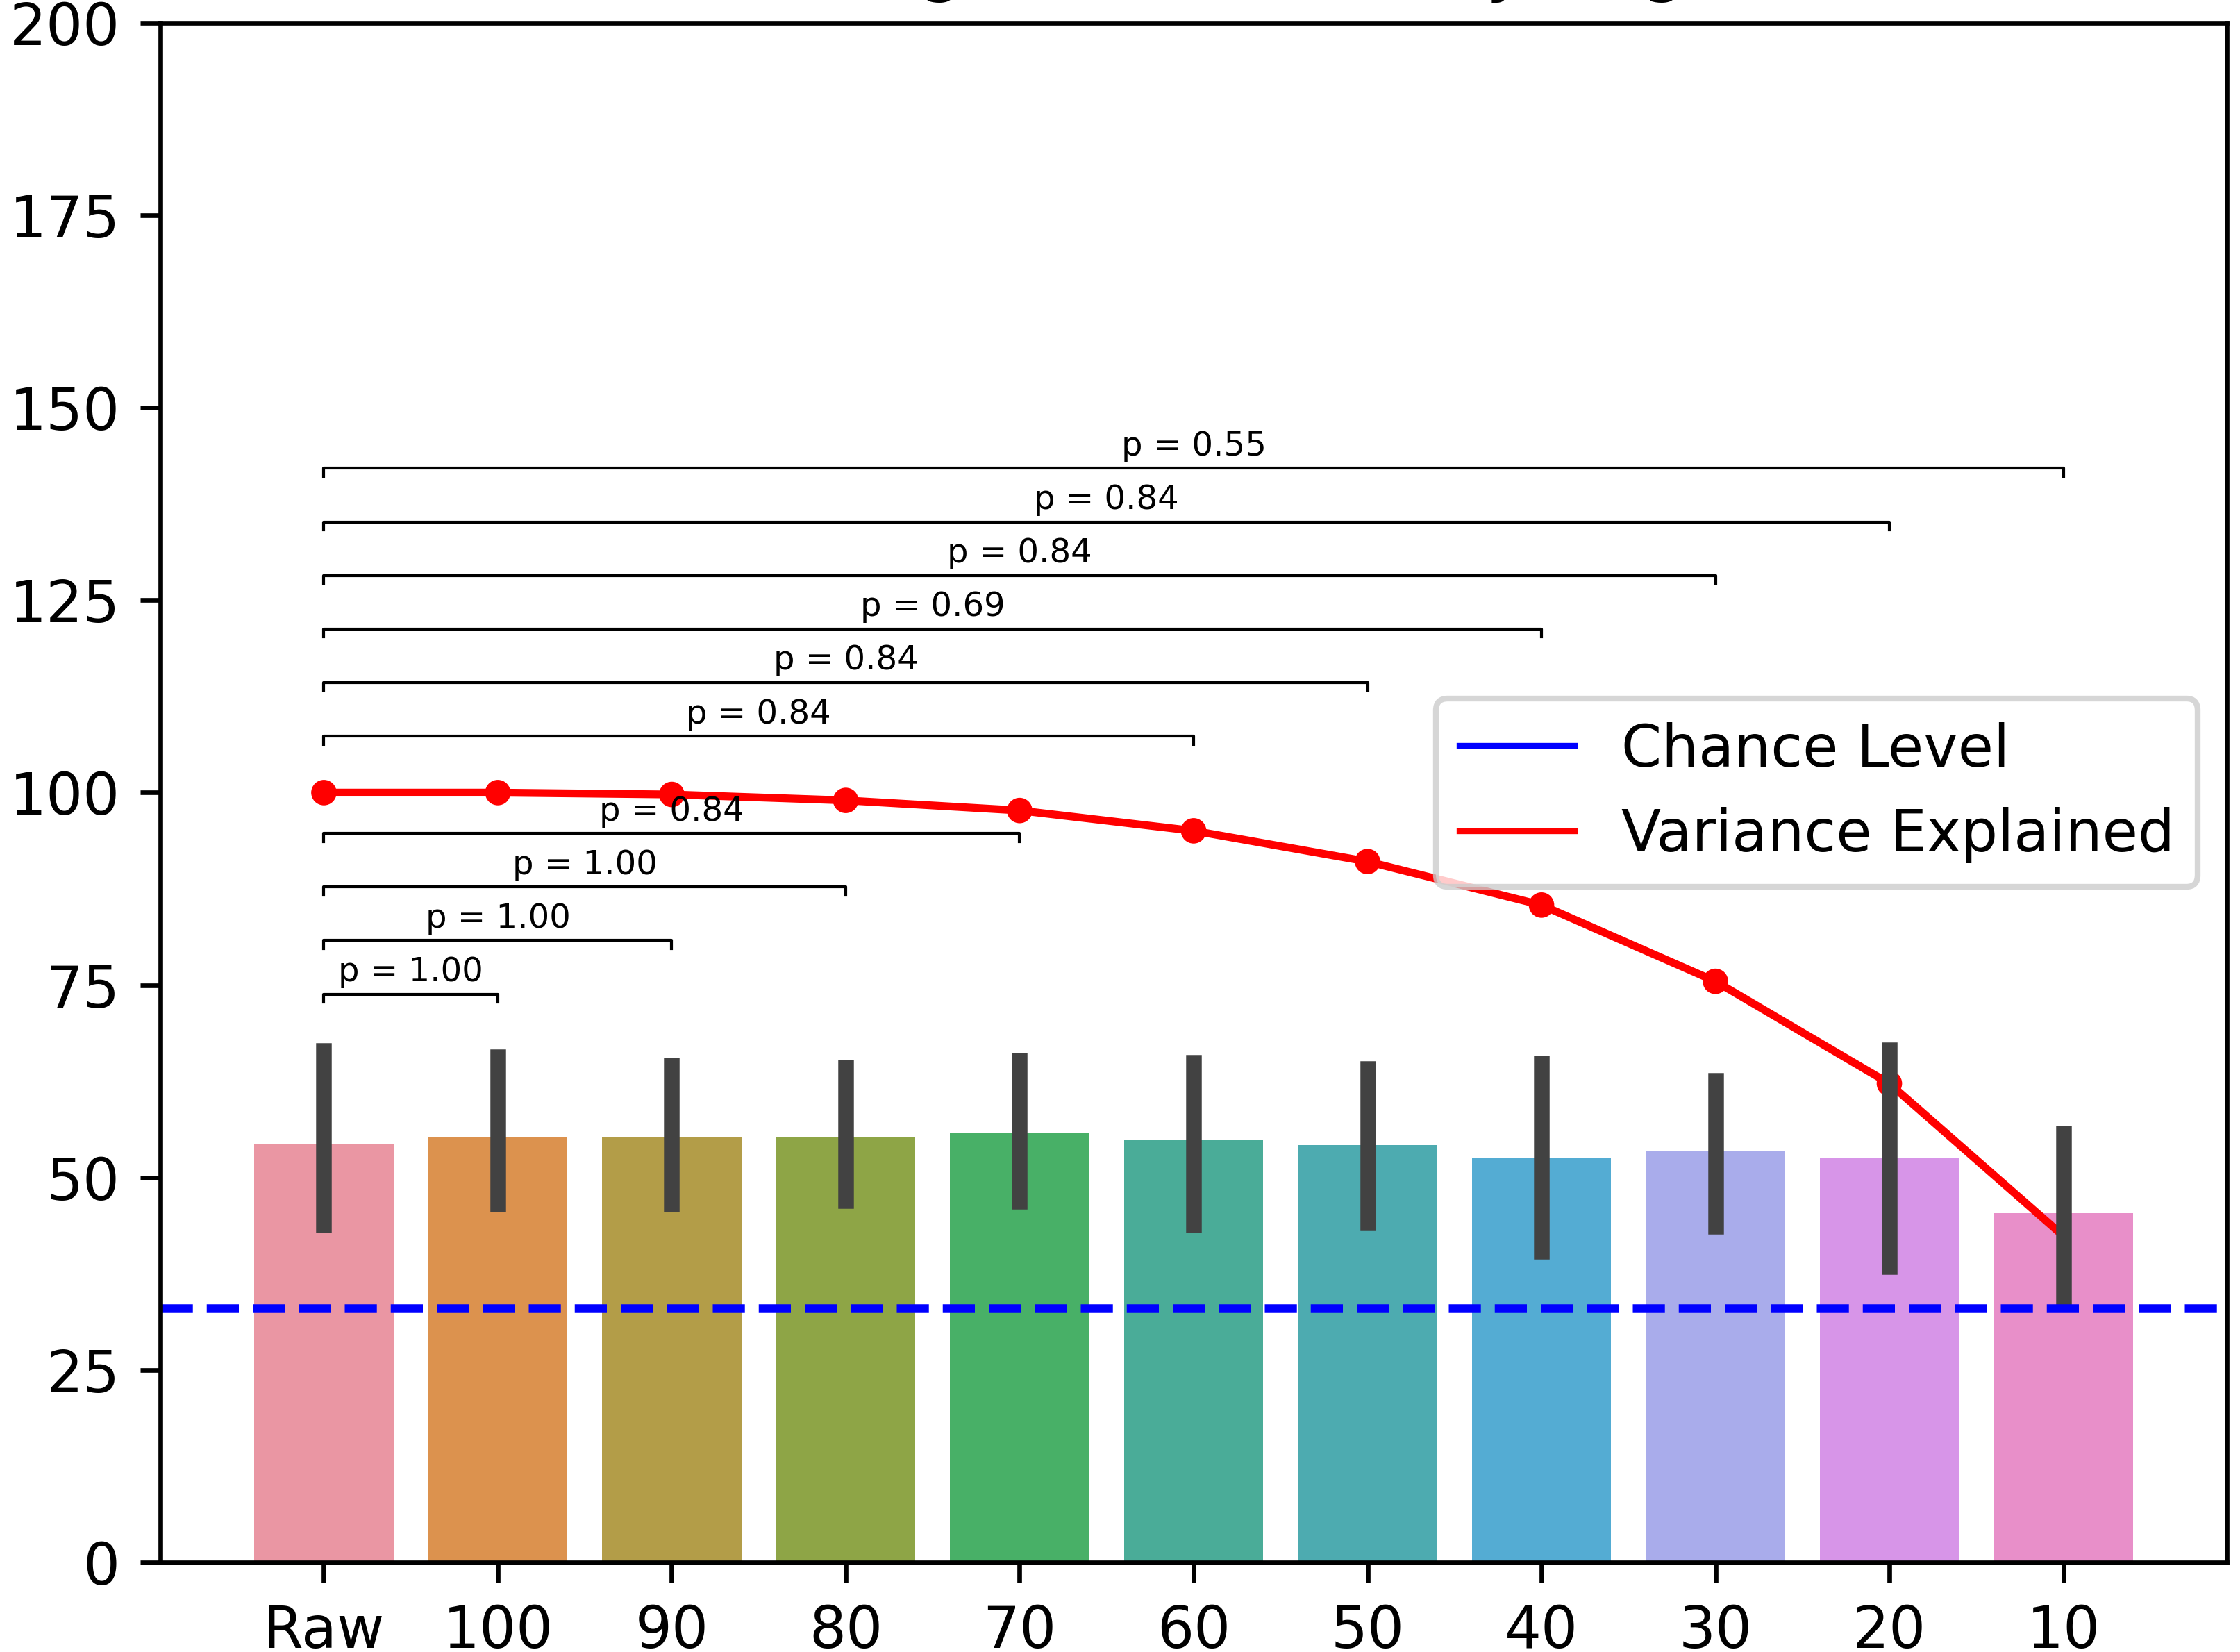 200
175
150
125
100
75
50
25
0
p = 0.55
p = 0.84
p = 0.84
p = 0.69
p = 0.84
p = 0.84
p = 0.84
p = 1.00
p = 1.00
p = 1.00
Chance Level
Variance Explained
Raw 100 90 80 70 60 50 40 30 20 10